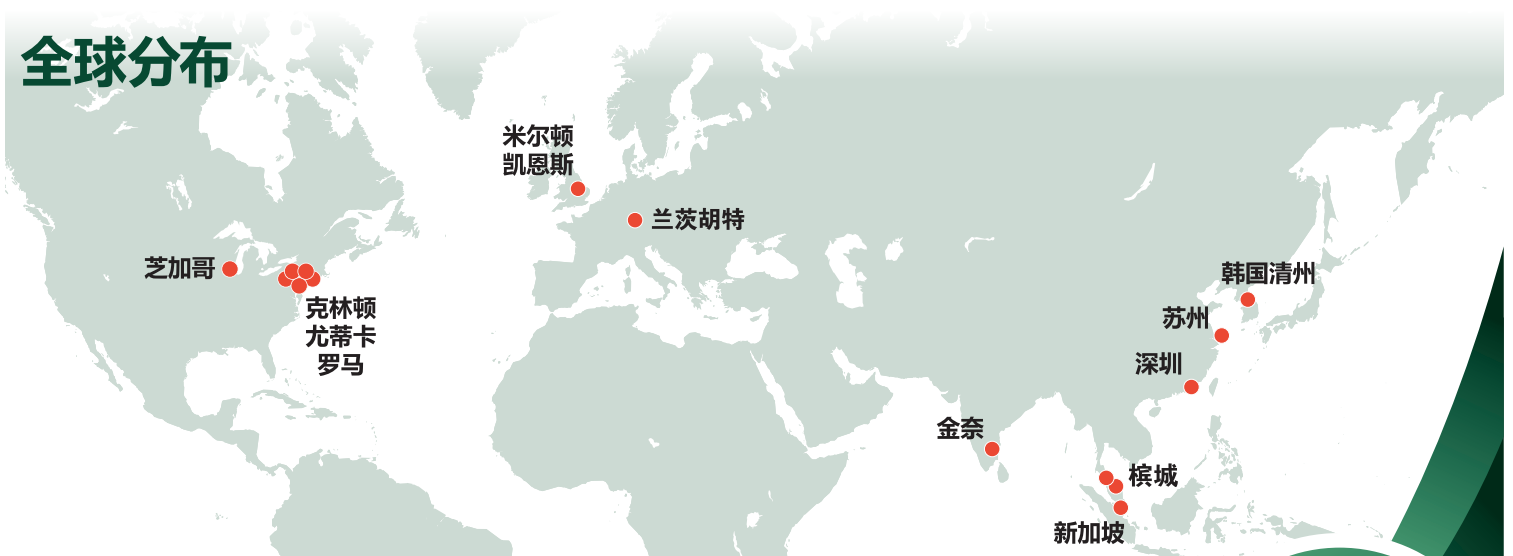 全球分布
米尔顿
凯恩斯
兰茨胡特
芝加哥
克林顿
尤蒂卡
罗马
韩国清州
苏州
深圳
金奈
槟城
新加坡